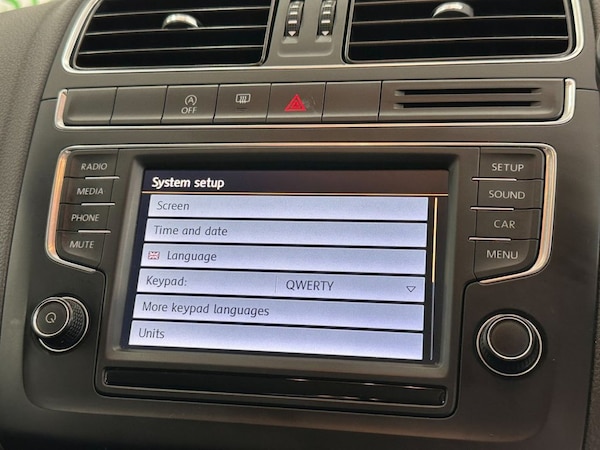 A
OFF
RADIO
MEDIA
PHONE
MUTE
System setup
Screen
Time and date
Language
Keypad: QWERTY
More keypad languages
Units
SETUP
SOUND
CAR
MENU